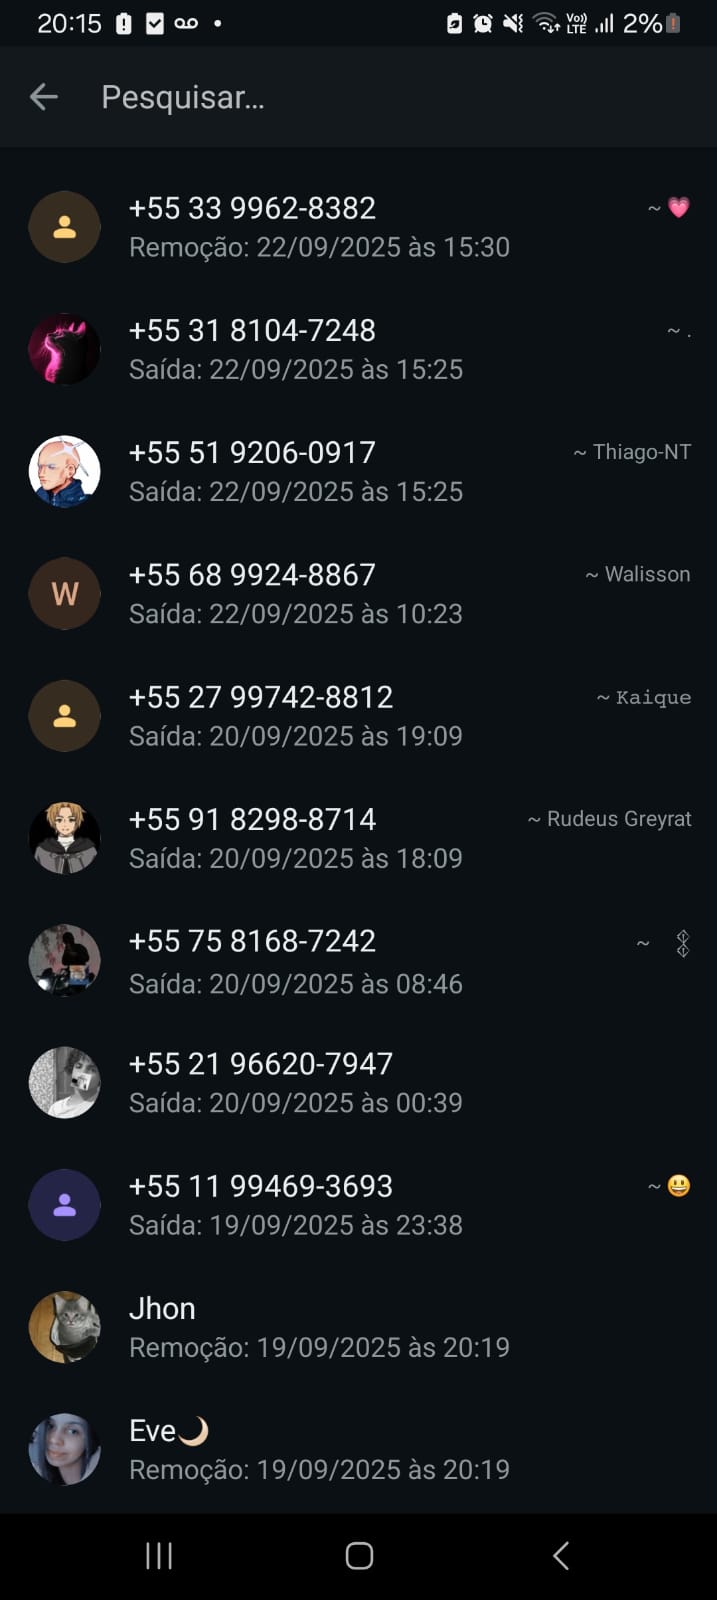 20:15
Vo))
LTE
2%
Pesquisar...
+55 33 9962-8382 ~ 💗
Remoção: 22/09/2025 às 15:30
+55 31 8104-7248 ~ .
Saída: 22/09/2025 às 15:25
+55 51 9206-0917 ~ Thiago-NT
Saída: 22/09/2025 às 15:25
W
+55 68 9924-8867 ~ Walisson
Saída: 22/09/2025 às 10:23
+55 27 99742-8812 ~ Kaique
Saída: 20/09/2025 às 19:09
+55 91 8298-8714 ~ Rudeus Greyrat
Saída: 20/09/2025 às 18:09
+55 75 8168-7242 ~
Saída: 20/09/2025 às 08:46
+55 21 96620-7947
Saída: 20/09/2025 às 00:39
+55 11 99469-3693 ~ 😃
Saída: 19/09/2025 às 23:38
Jhon
Remoção: 19/09/2025 às 20:19
Eve🌙
Remoção: 19/09/2025 às 20:19